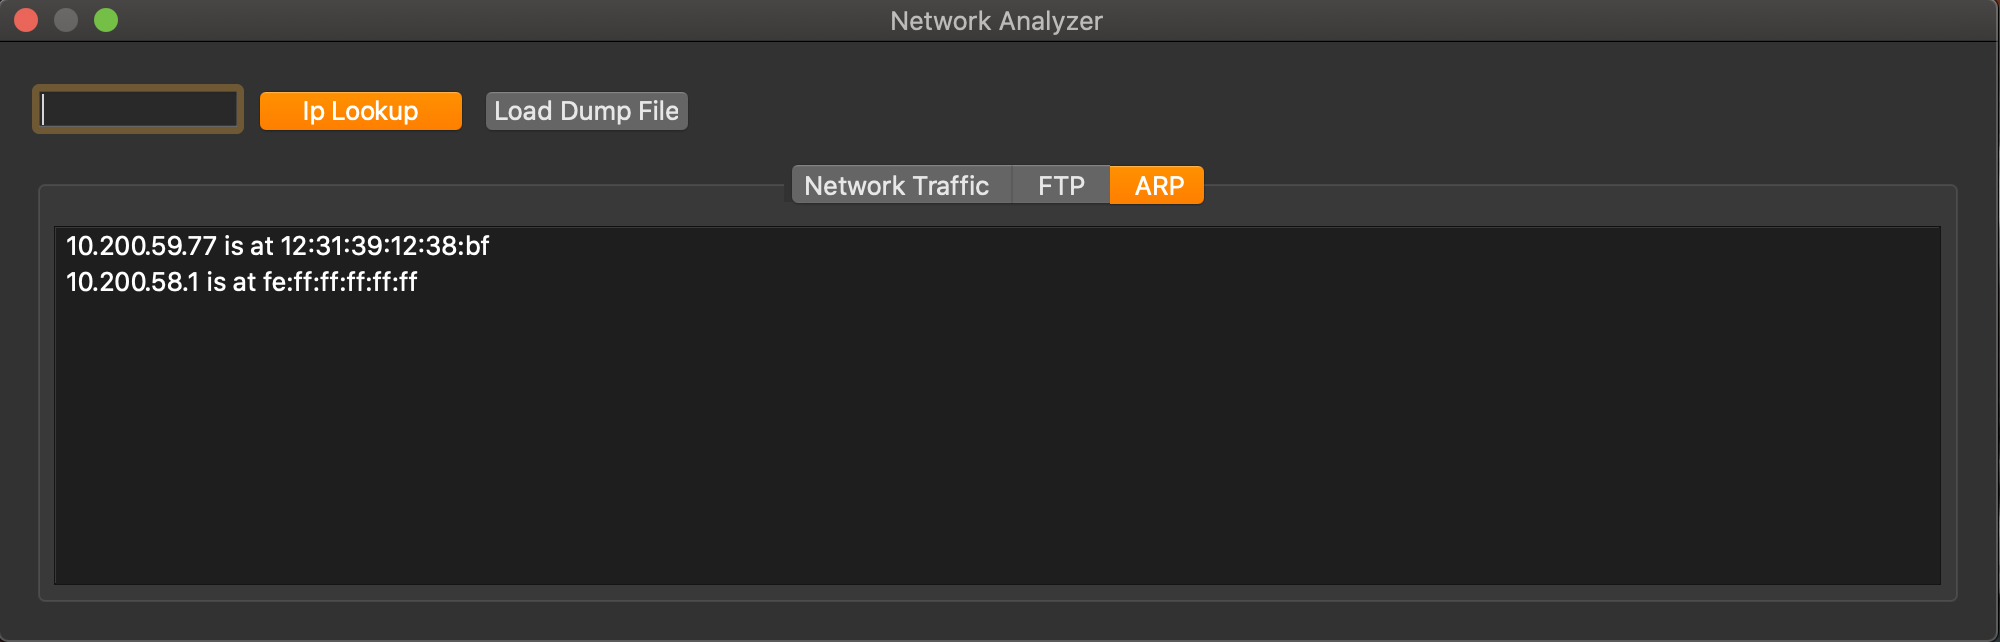 Network Analyzer
Ip Lookup
Load Dump File
Network Traffic
FTP
ARP
10.200.59.77 is at 12:31:39:12:38:bf
10.200.58.1 is at fe:ff:ff:ff:ff:ff